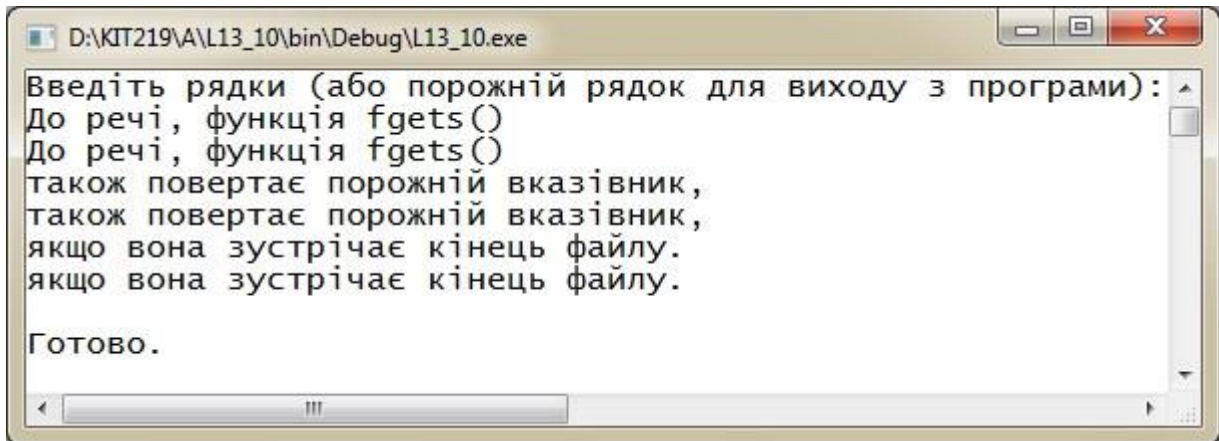 D:\KIT219\A\L13_10\bin\Debug\L13_10.exe
Введіть рядки (або порожній рядок для виходу з програми):
До речі, функція fgets()
До речі, функція fgets()
також повертає порожній вказівник,
також повертає порожній вказівник,
якщо вона зустрічає кінець файлу.
якщо вона зустрічає кінець файлу.
Готово.